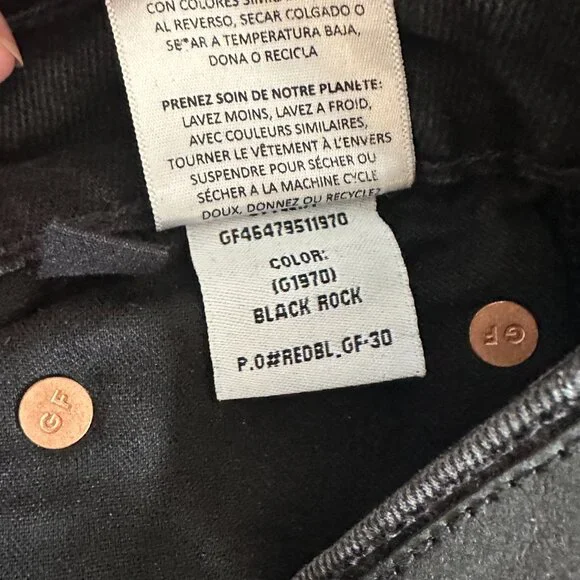 CON COLORES
AL REVERSO, SECAR COLGADO O
SE*AR A TEMPERATURA BAJA,
DONA O RECICLA
PRENEZ SOIN DE NOTRE PLANÈTE:
LAVEZ MOINS, LAVEZ A FROID,
AVEC COULEURS SIMILAIRES,
TOURNER LE VÊTEMENT À L'ENVERS
SUSPENDRE POUR SÉCHER OU
SÉCHER A LA MACHINE CYCLE
DOUX, DONNEZ OU RECYCLEZ
GF46479511970
COLOR:
(G1970)
BLACK ROCK
P.O#REDBL_GF-30
GF
GF